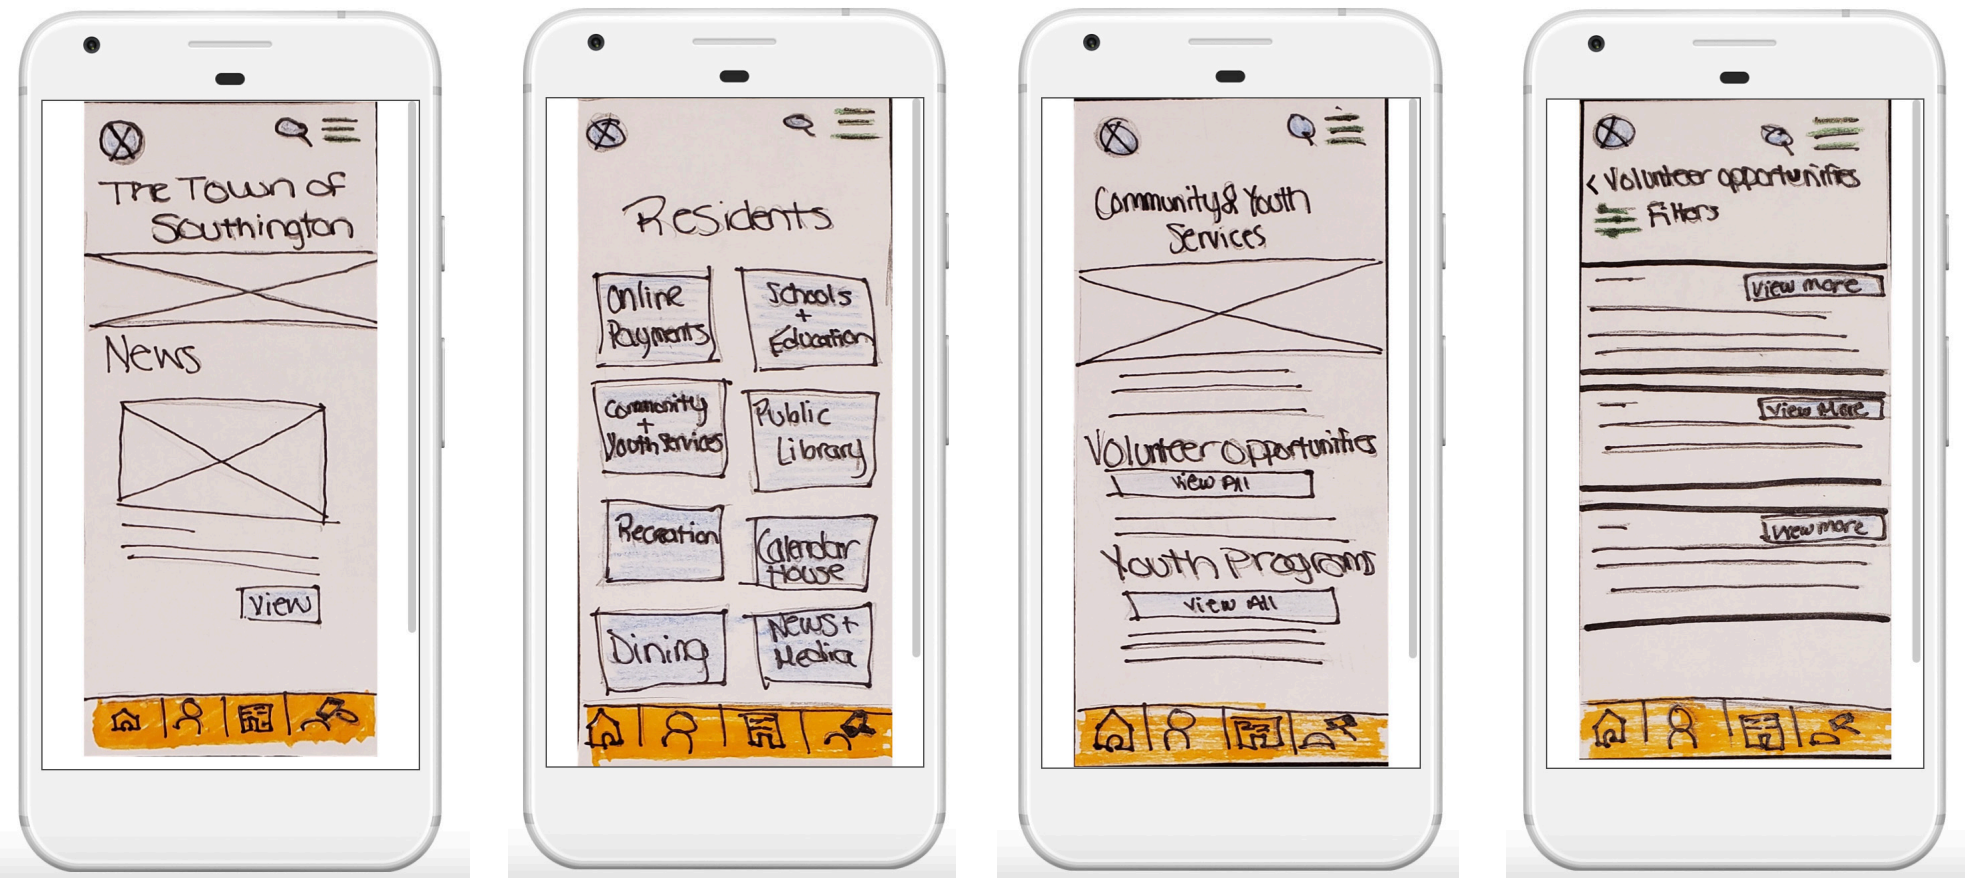 The Town of
Southington
News
View
Residents
Online
Payments
Schools
+
Education
Community
+
Youth Services
Public
Library
Recreation
Calendar
House
Dining
News +
Media
Community & Youth
Services
Volunteer opportunities
View All
Youth Programs
View All
< Volunteer opportunities
Filters
View more
View More
View more